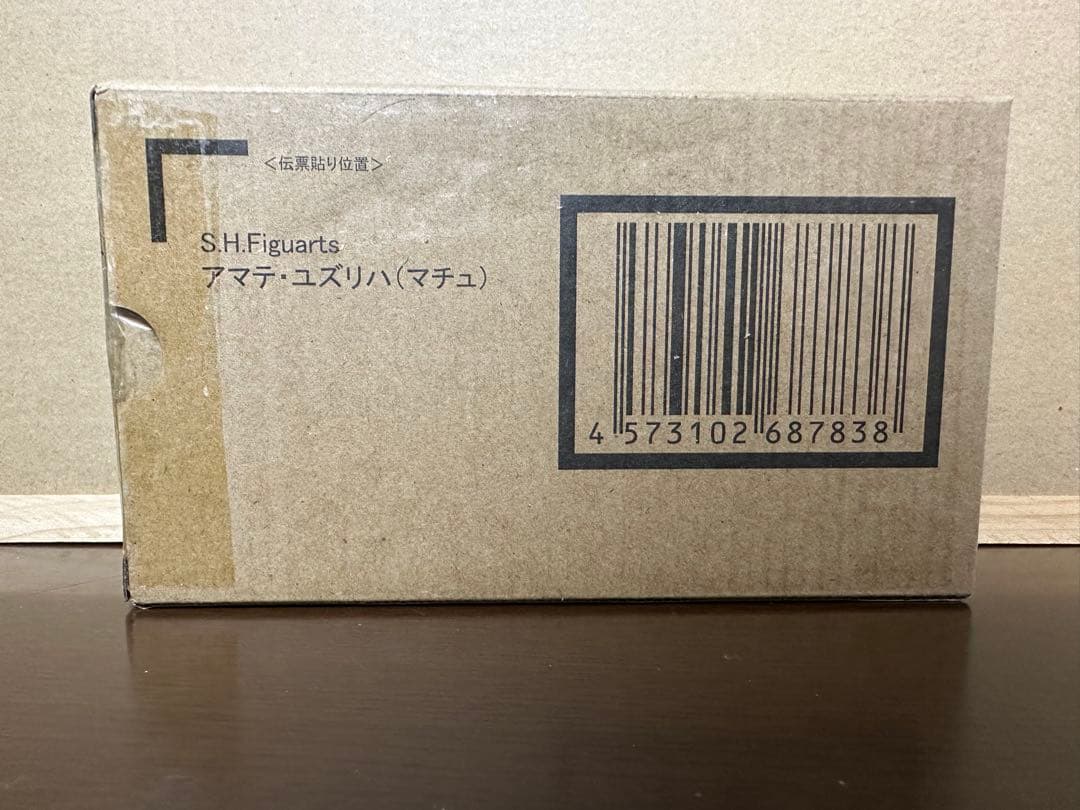 ＜伝票貼り位置＞
S.H.Figuarts
アマテ・ユズリハ(マチュ)
4 573102 687838